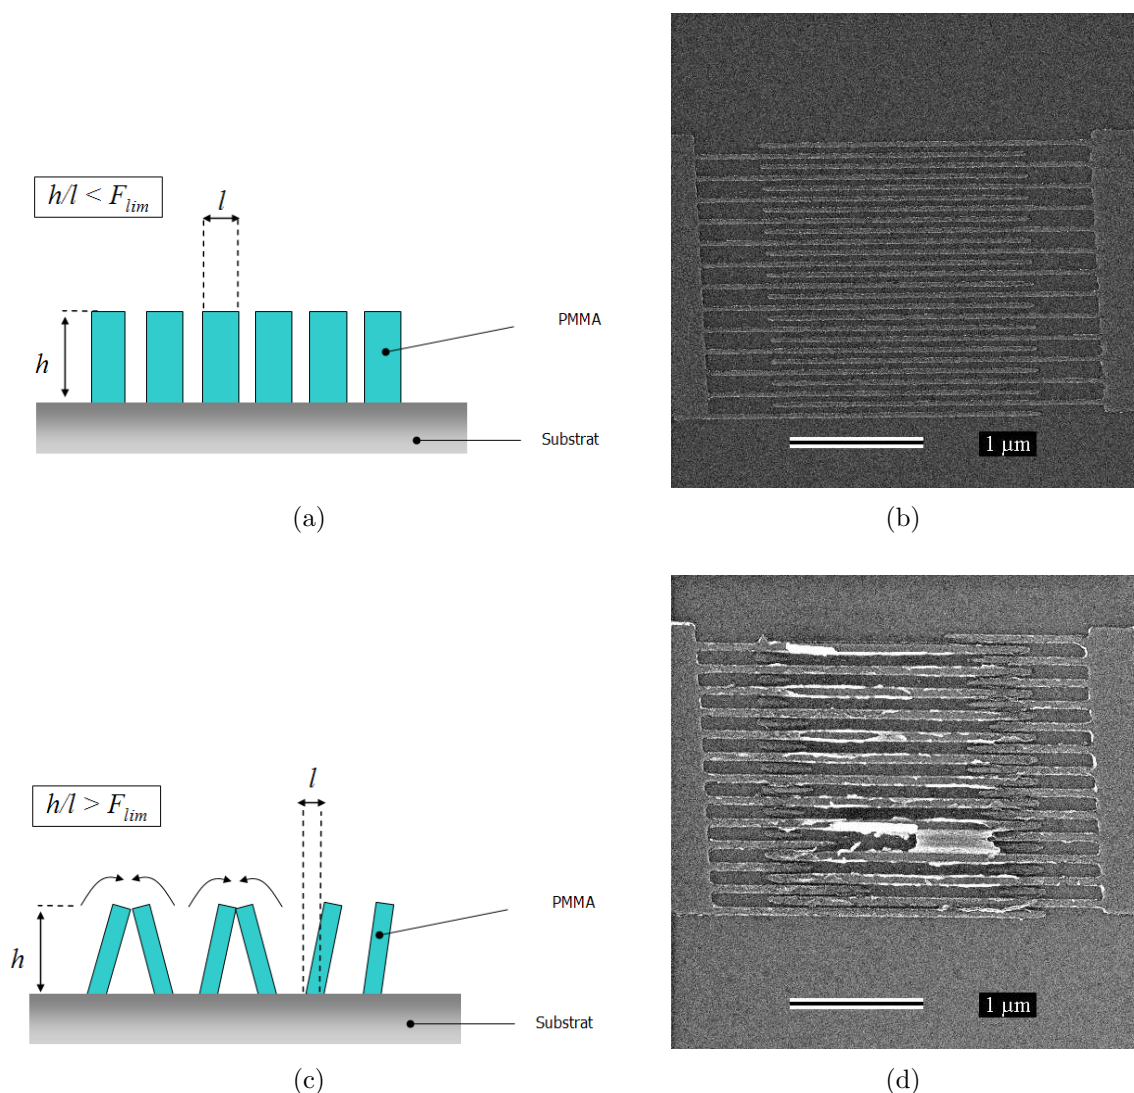 h/l < F_lim
l
h
PMMA
Substrat
1 µm
(a)
(b)
h/l > F_lim
l
h
PMMA
Substrat
1 µm
(c)
(d)